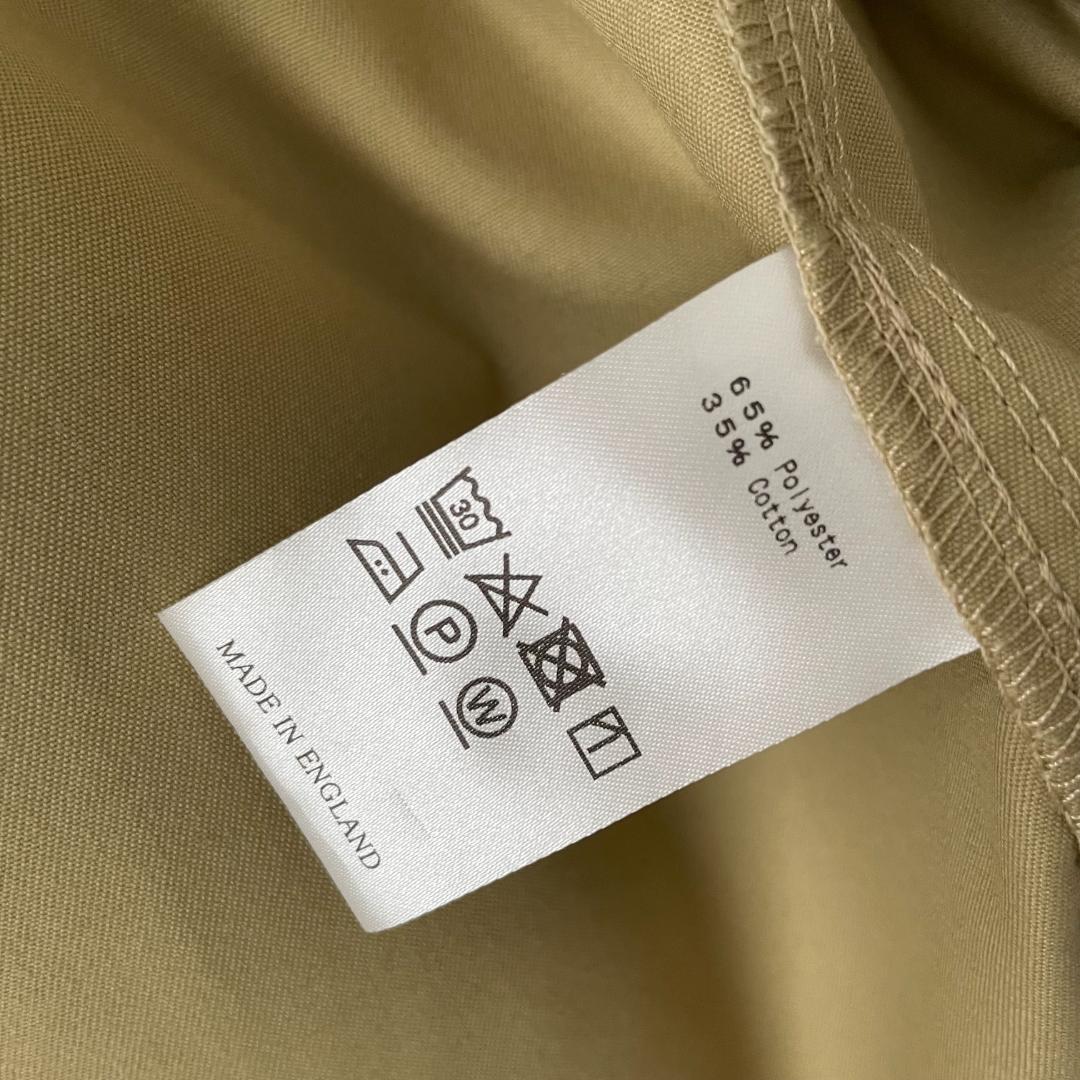 65% Polyester
35% Cotton
30
P
W
MADE IN ENGLAND